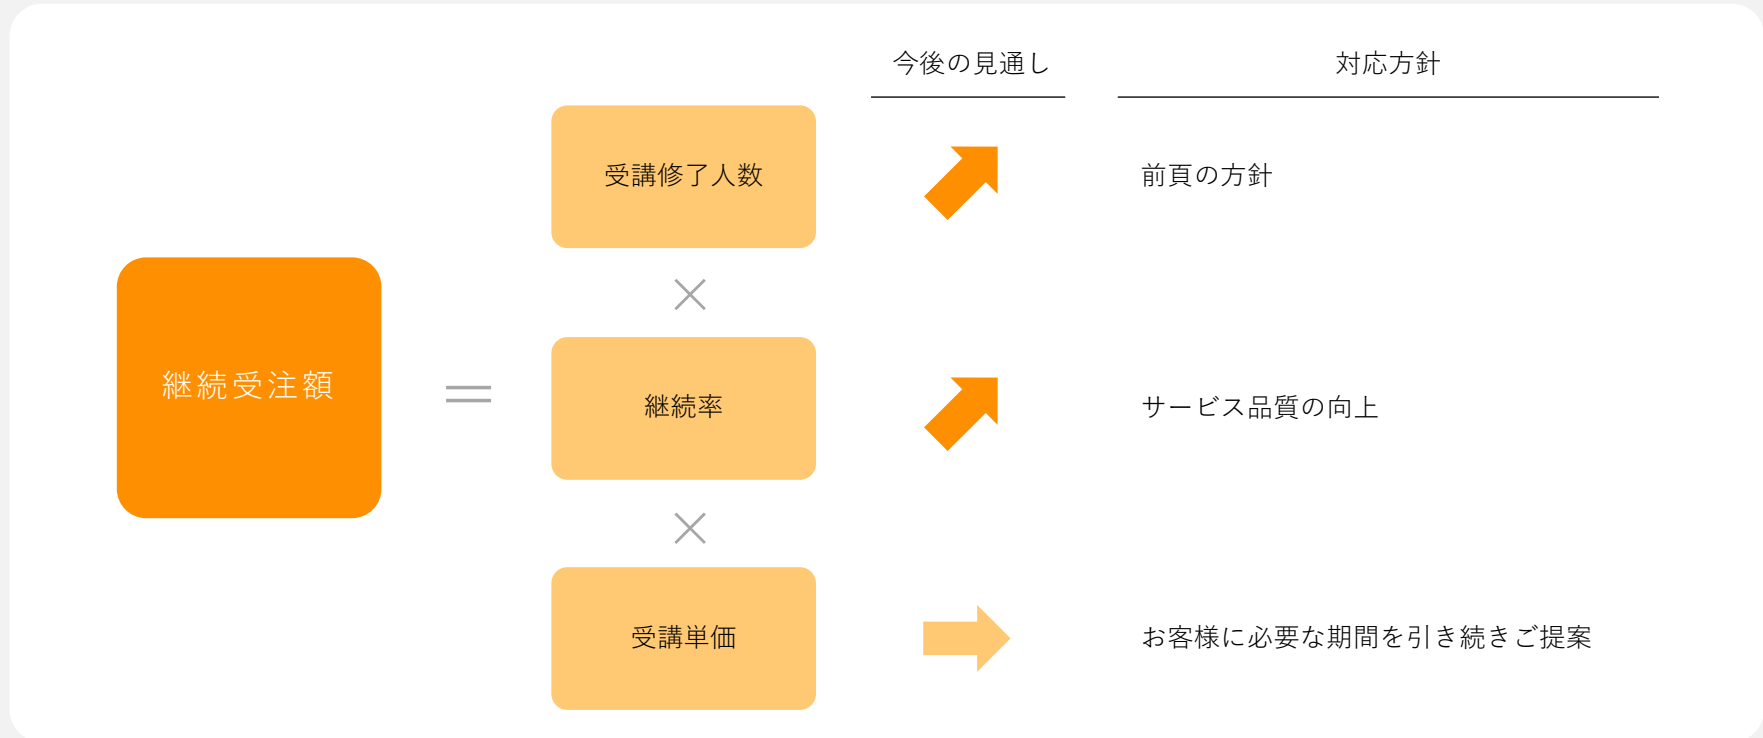 今後の見通し
対応方針
受講修了人数
前頁の方針
×
継続受注額
=
継続率
サービス品質の向上
×
受講単価
お客様に必要な期間を引き続きご提案